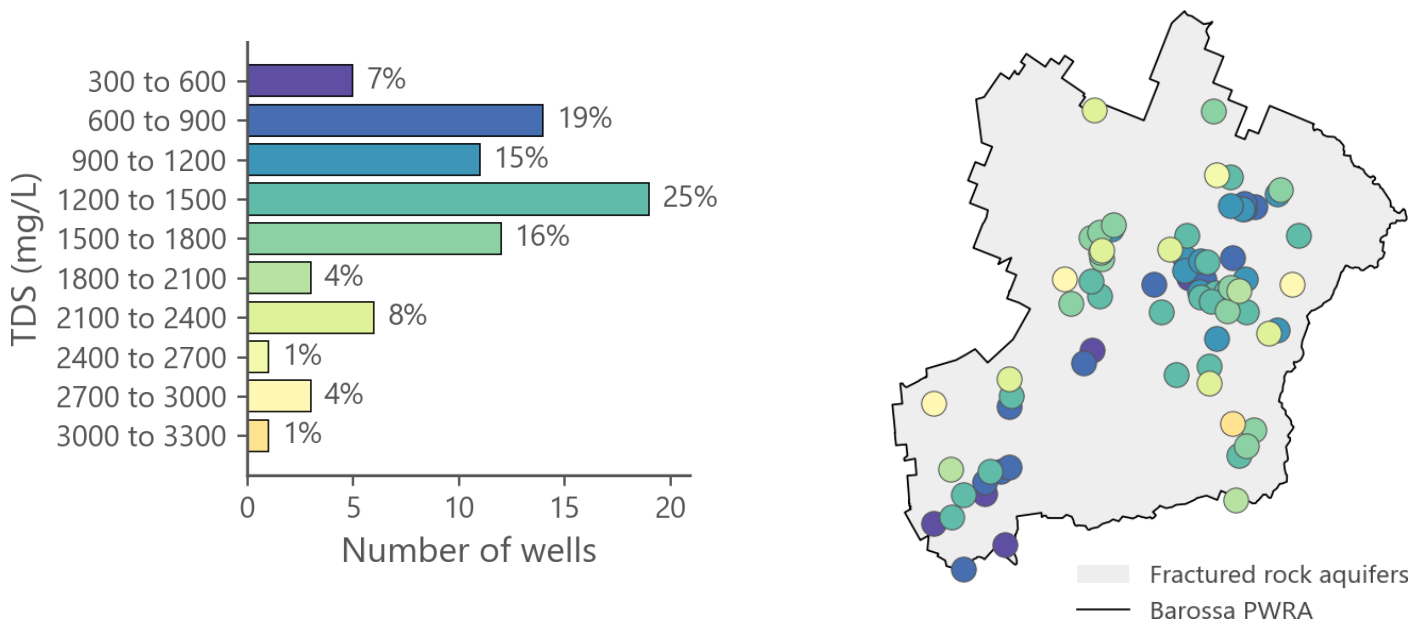 TDS (mg/L)
300 to 600 7%
600 to 900 19%
900 to 1200 15%
1200 to 1500 25%
1500 to 1800 16%
1800 to 2100 4%
2100 to 2400 8%
2400 to 2700 1%
2700 to 3000 4%
3000 to 3300 1%
0 5 10 15 20
Number of wells
Fractured rock aquifers
Barossa PWRA